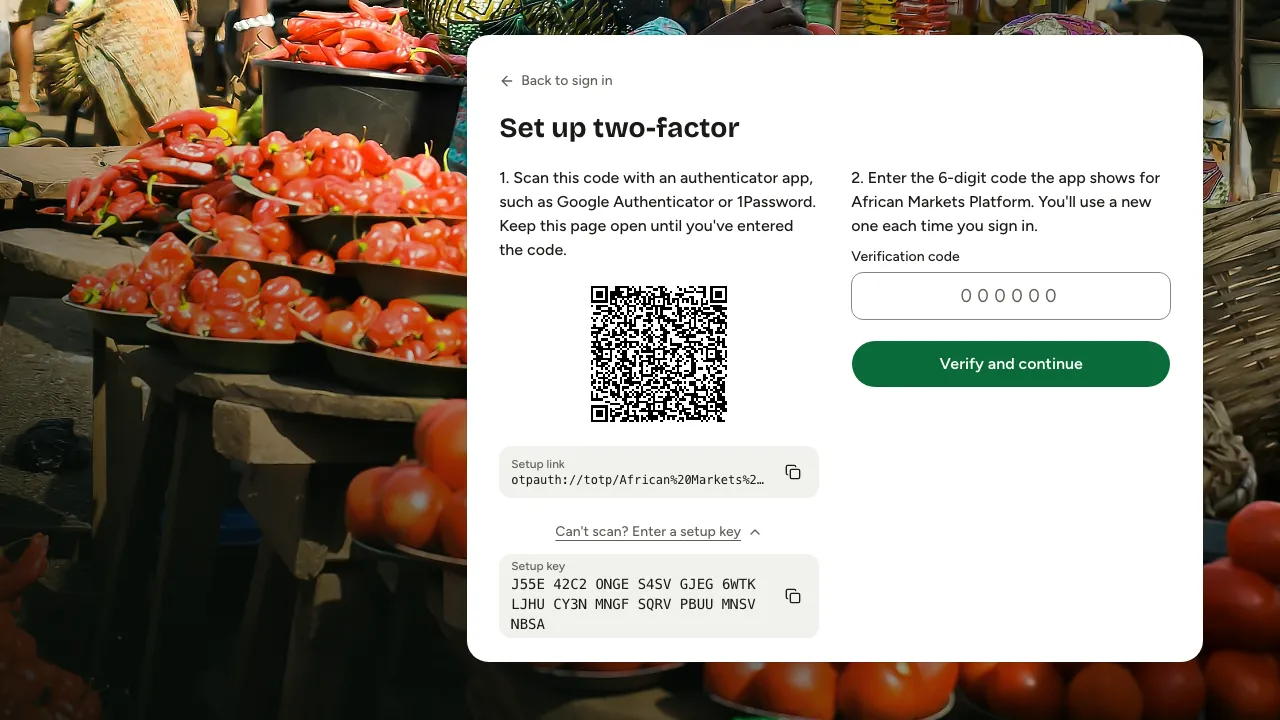 Back to sign in
Set up two-factor
1. Scan this code with an authenticator app,
such as Google Authenticator or 1Password.
Keep this page open until you've entered
the code.
Setup link
otpauth://totp/African%20Markets%2…
Can't scan? Enter a setup key
Setup key
J55E 42C2 ONGE S4SV GJEG 6WTK
LJHU CY3N MNGF SQRV PBUU MNSV
NBSA
2. Enter the 6-digit code the app shows for
African Markets Platform. You'll use a new
one each time you sign in.
Verification code
000000
Verify and continue